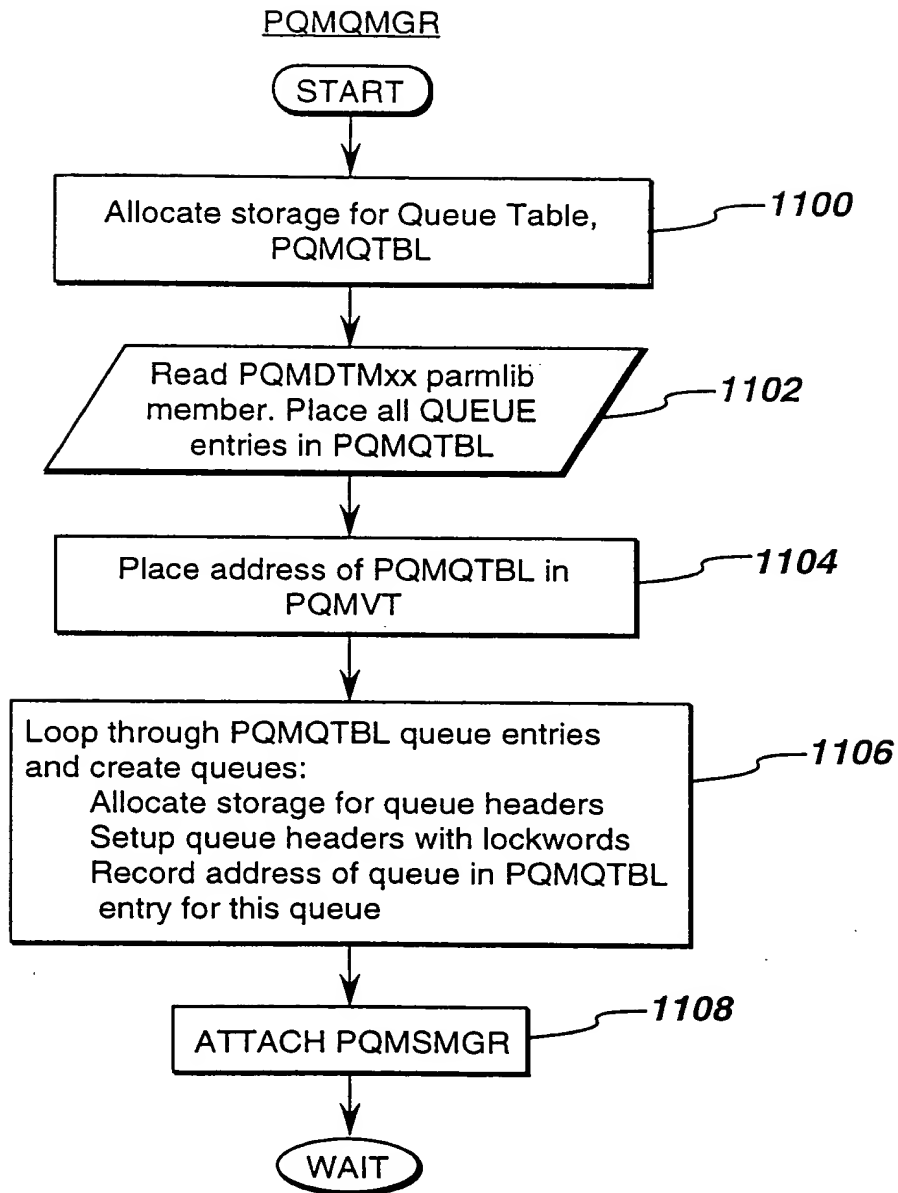 PQMQMGR
START
Allocate storage for Queue Table,
PQMQTBL
1100
Read PQMDTMxx parmlib
member. Place all QUEUE
entries in PQMQTBL
1102
Place address of PQMQTBL in
PQMVT
1104
Loop through PQMQTBL queue entries
and create queues:
Allocate storage for queue headers
Setup queue headers with lockwords
Record address of queue in PQMQTBL
entry for this queue
1106
ATTACH PQMSMGR
1108
WAIT